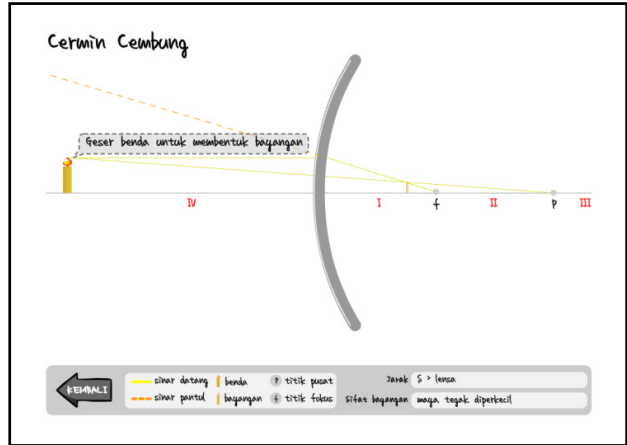 Cermin Cembung
Geser benda untuk membentuk bayangan
IV
I
f
II
P
III
KEMBALI
sinar datang
benda
P titik pusat
sinar pantul
bayangan
f titik fokus
Jarak
S > lensa
Sifat bayangan
maya tegak diperkecil